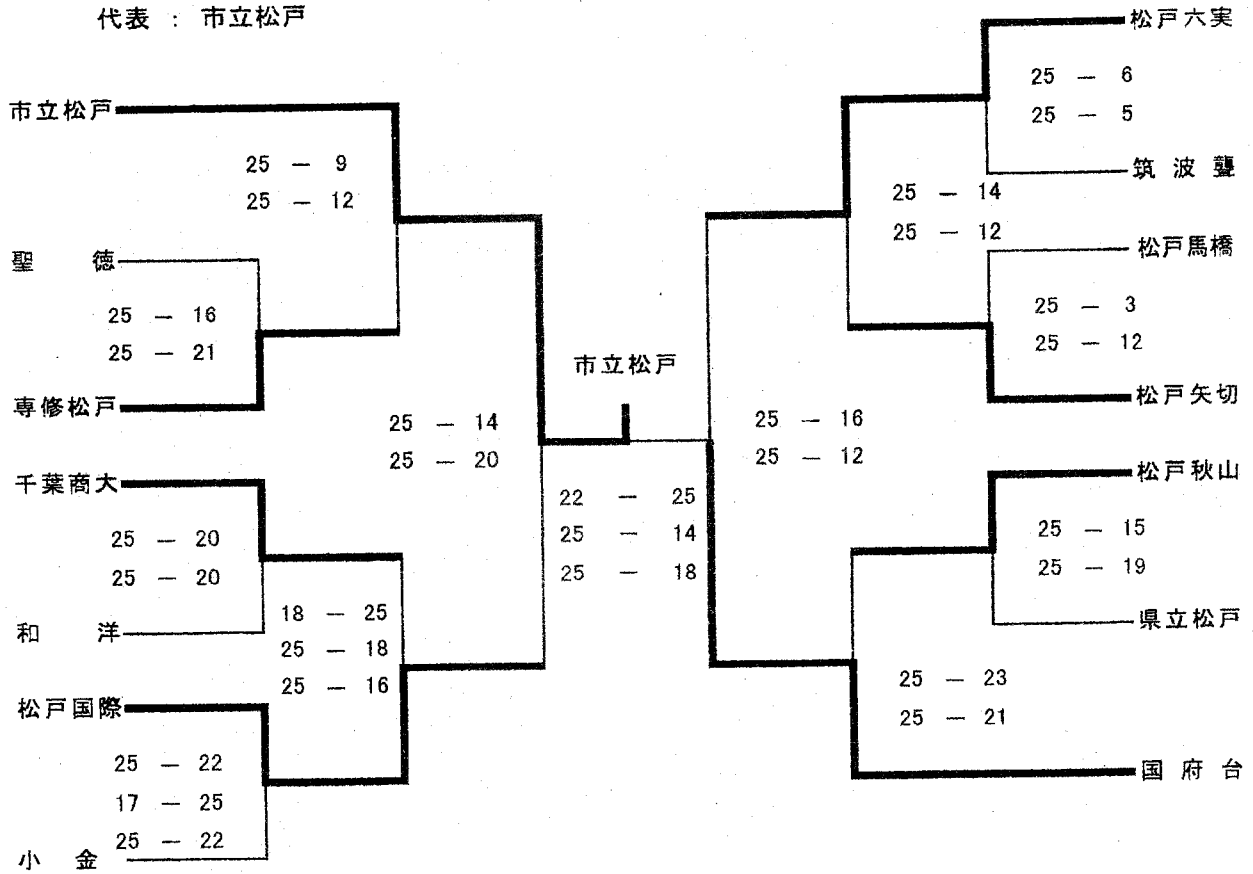 代表 : 市立松戸
市立松戸
25 — 9
25 — 12
聖 徳
25 — 16
25 — 21
専修松戸
25 — 14
25 — 20
千葉商大
25 — 20
25 — 20
和 洋
18 — 25
25 — 18
25 — 16
松戸国際
25 — 22
17 — 25
25 — 22
小 金
市立松戸
22 — 25
25 — 14
25 — 18
松戸六実
25 — 6
25 — 5
筑波聾
25 — 14
25 — 12
松戸馬橋
25 — 3
25 — 12
松戸矢切
25 — 16
25 — 12
松戸秋山
25 — 15
25 — 19
県立松戸
25 — 23
25 — 21
国府台